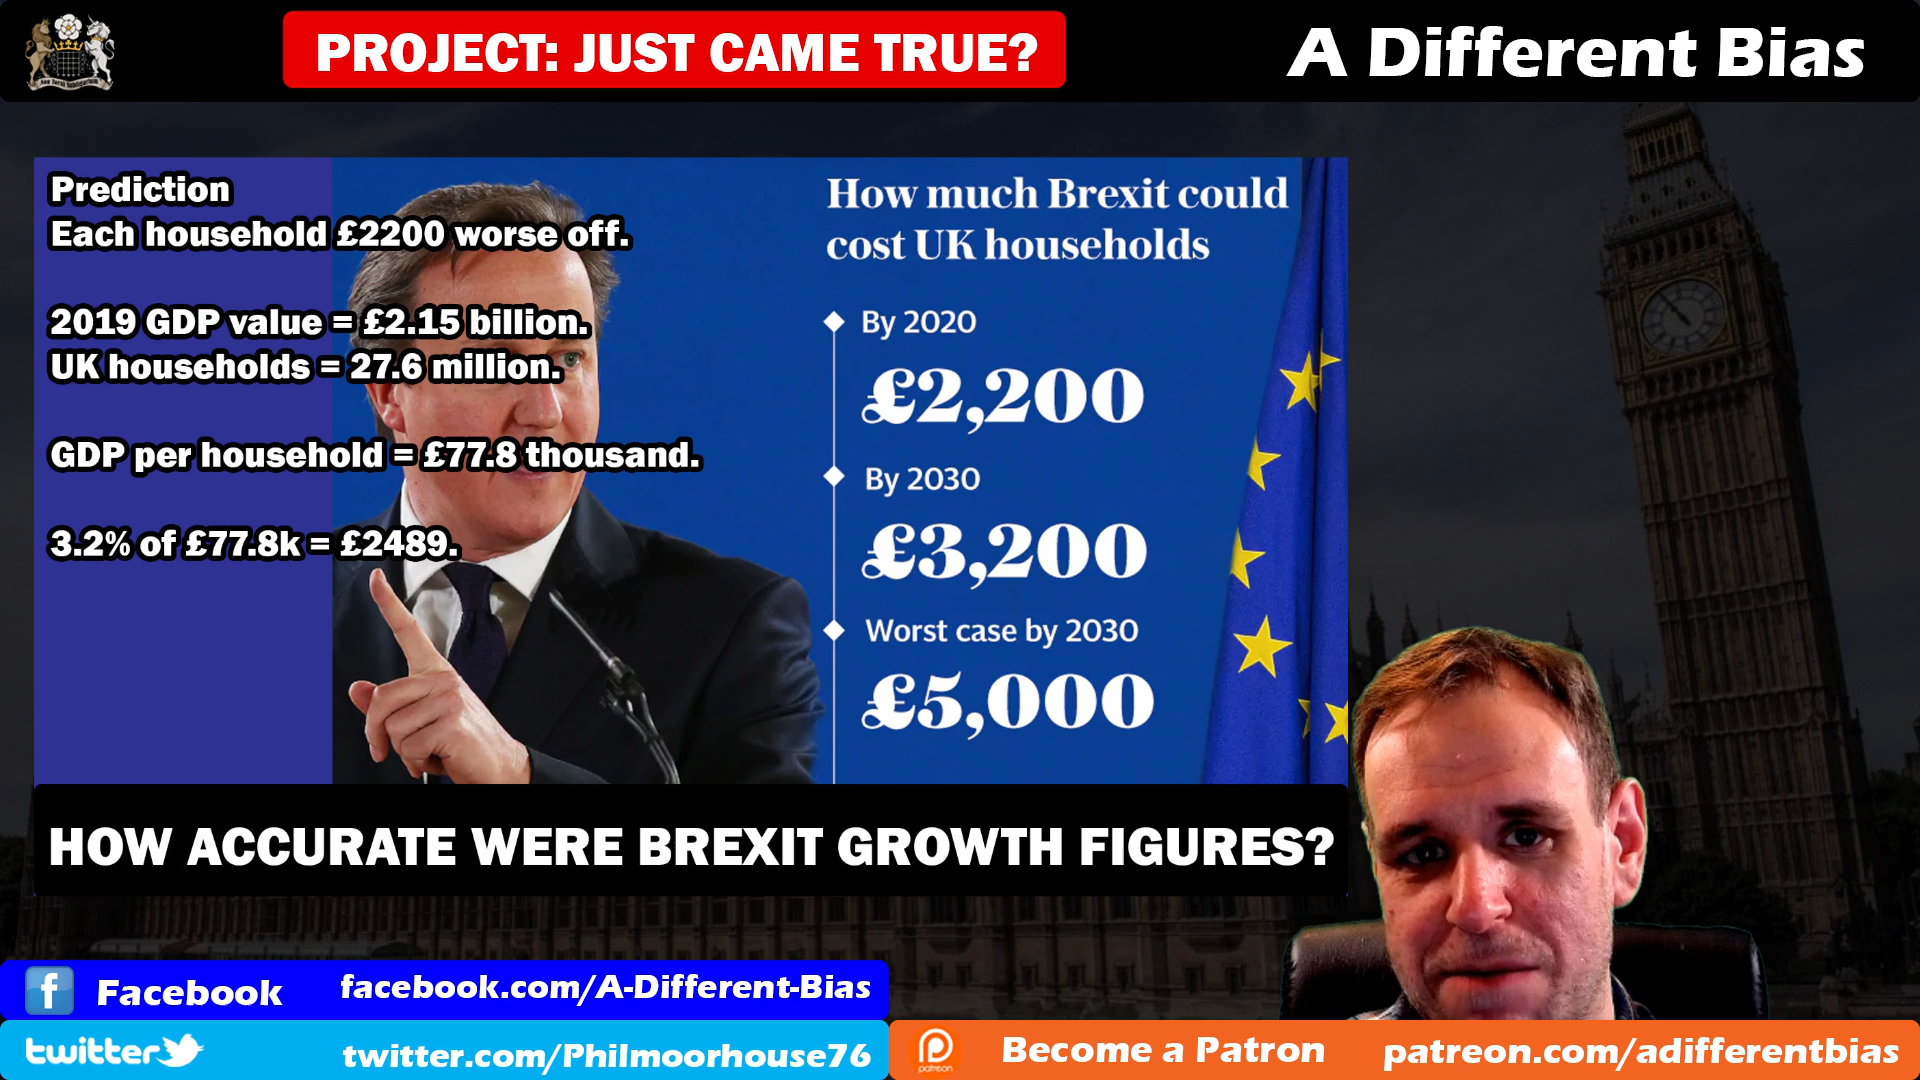 PROJECT: JUST CAME TRUE?
A Different Bias
Prediction
Each household £2200 worse off.
2019 GDP value = £2.15 billion.
UK households = 27.6 million.
GDP per household = £77.8 thousand.
3.2% of £77.8k = £2489.
How much Brexit could
cost UK households
By 2020
£2,200
By 2030
£3,200
Worst case by 2030
£5,000
HOW ACCURATE WERE BREXIT GROWTH FIGURES?
f Facebook facebook.com/A-Different-Bias
twitter twitter.com/Philmoorhouse76
patreon Become a Patron patreon.com/adifferentbias